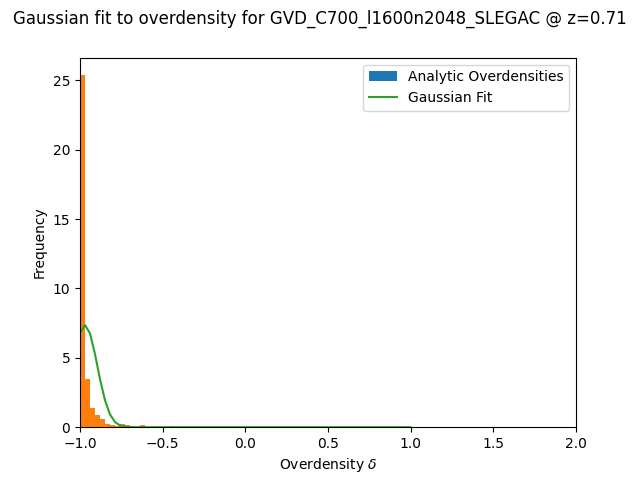 Gaussian fit to overdensity for GVD_C700_l1600n2048_SLEGAC @ z=0.71
Analytic Overdensities
Gaussian Fit
Frequency
25
20
15
10
5
0
−1.0 −0.5 0.0 0.5 1.0 1.5 2.0
Overdensity δ